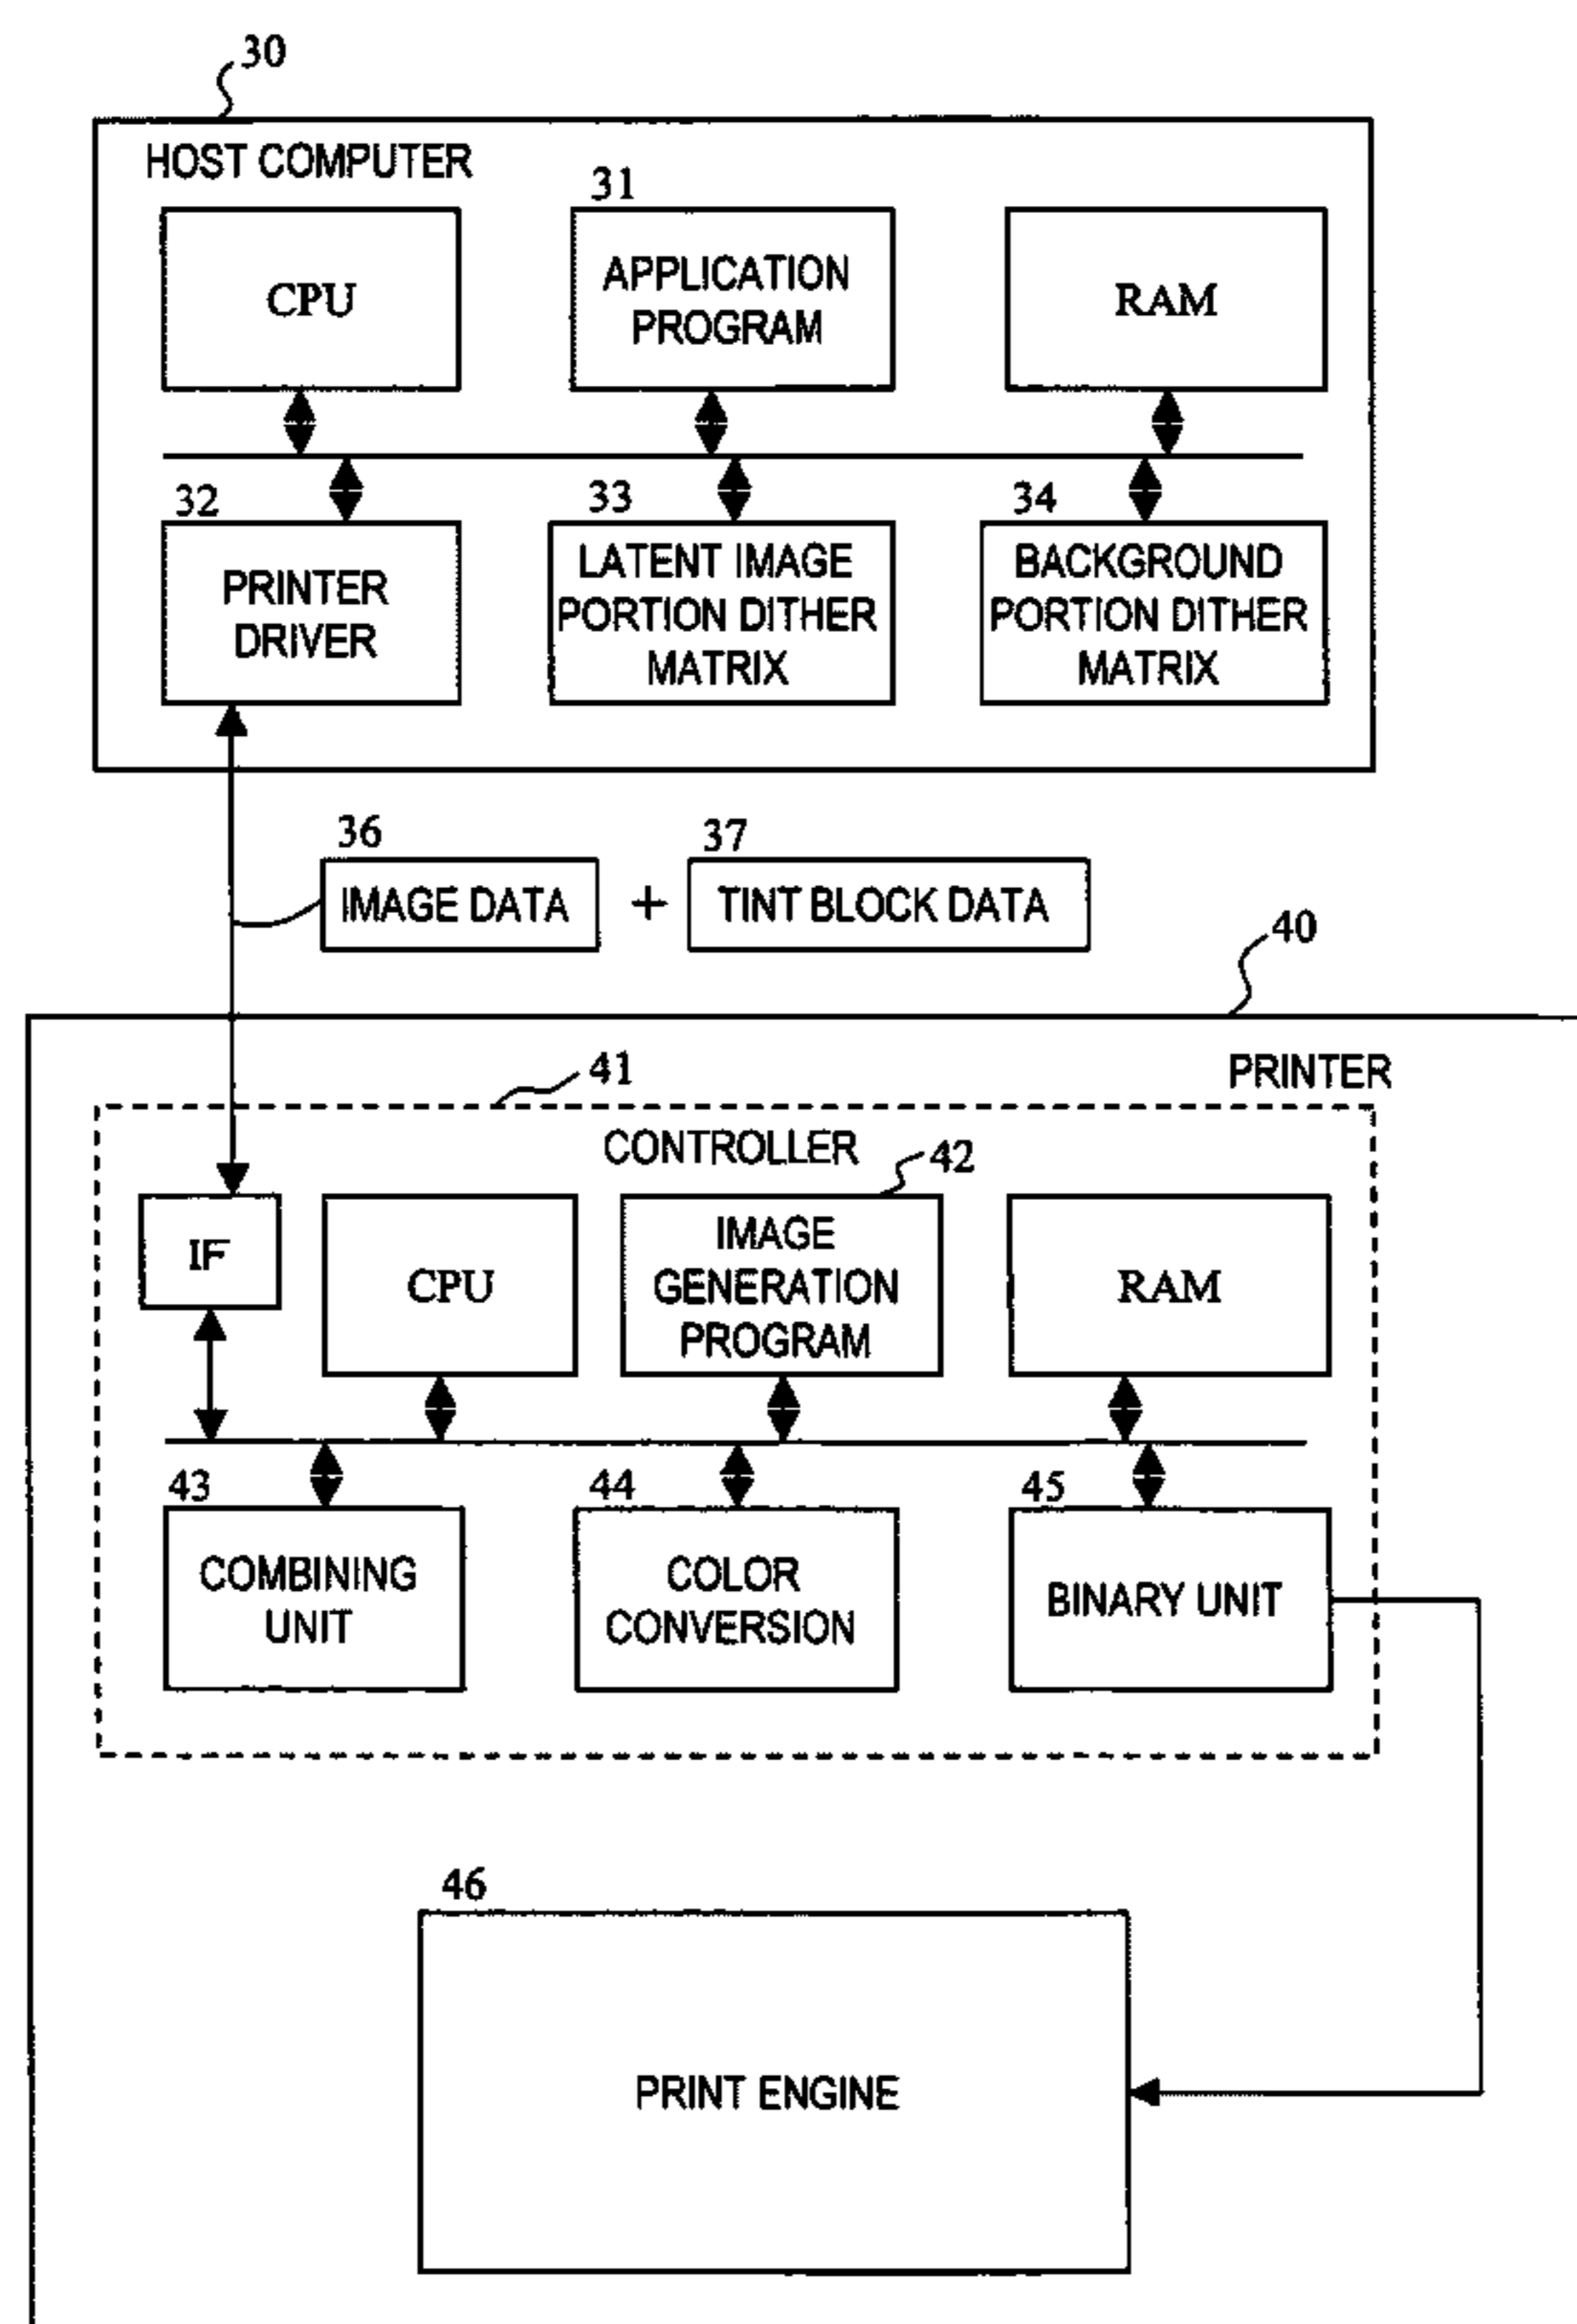 30
HOST COMPUTER
31
CPU
APPLICATION
PROGRAM
RAM
32
33
34
PRINTER
DRIVER
LATENT IMAGE
PORTION DITHER
MATRIX
BACKGROUND
PORTION DITHER
MATRIX
36
37
IMAGE DATA
+
TINT BLOCK DATA
40
PRINTER
41
CONTROLLER
42
IF
CPU
IMAGE
GENERATION
PROGRAM
RAM
43
44
45
COMBINING
UNIT
COLOR
CONVERSION
BINARY UNIT
46
PRINT ENGINE